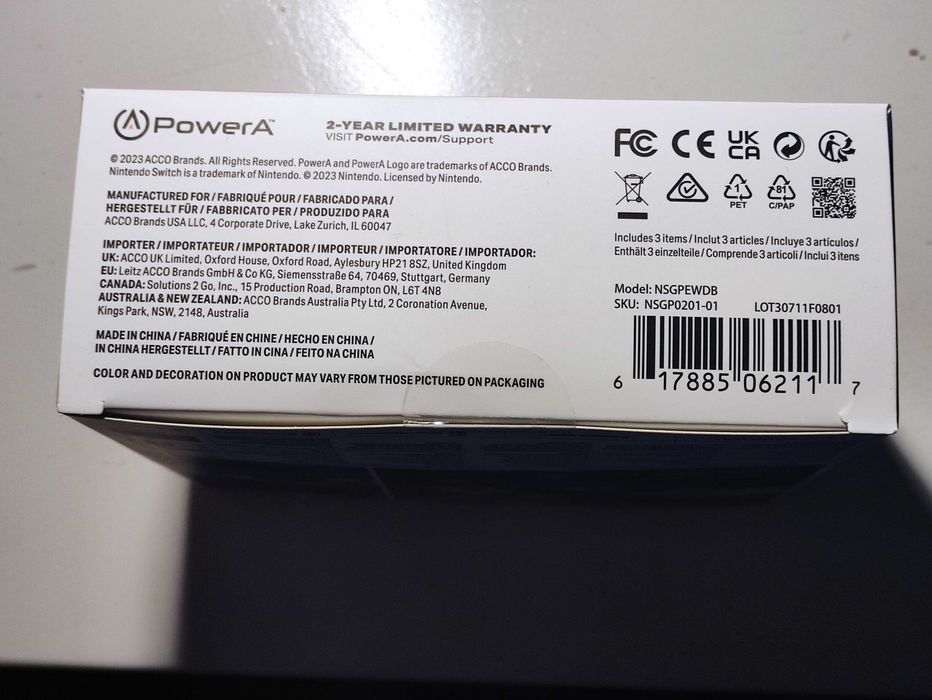 PowerA™
2-YEAR LIMITED WARRANTY
VISIT PowerA.com/Support
© 2023 ACCO Brands. All Rights Reserved. PowerA and PowerA Logo are trademarks of ACCO Brands.
Nintendo Switch is a trademark of Nintendo. © 2023 Nintendo. Licensed by Nintendo.
MANUFACTURED FOR / FABRIQUÉ POUR / FABRICADO PARA /
HERGESTELLT FÜR / FABBRICATO PER / PRODUZIDO PARA
ACCO Brands USA LLC, 4 Corporate Drive, Lake Zurich, IL 60047
IMPORTER / IMPORTATEUR / IMPORTADOR / IMPORTEUR / IMPORTATORE / IMPORTADOR:
UK: ACCO UK Limited, Oxford House, Oxford Road, Aylesbury HP21 8SZ, United Kingdom
EU: Leitz ACCO Brands GmbH & Co KG, Siemensstraße 64, 70469, Stuttgart, Germany
CANADA: Solutions 2 Go, Inc., 15 Production Road, Brampton ON, L6T 4N8
AUSTRALIA & NEW ZEALAND: ACCO Brands Australia Pty Ltd, 2 Coronation Avenue,
Kings Park, NSW, 2148, Australia
MADE IN CHINA / FABRIQUÉ EN CHINE / HECHO EN CHINA /
IN CHINA HERGESTELLT / FATTO IN CINA / FEITO NA CHINA
COLOR AND DECORATION ON PRODUCT MAY VARY FROM THOSE PICTURED ON PACKAGING
FC CE UK
CA
1 81
PET C/PAP
Includes 3 items / Inclut 3 articles / Incluye 3 artículos /
Enthält 3 einzelteile / Comprende 3 articoli / Inclui 3 itens
Model: NSGPEWDB
SKU: NSGP0201-01 LOT30711F0801
6 17885 06211 7